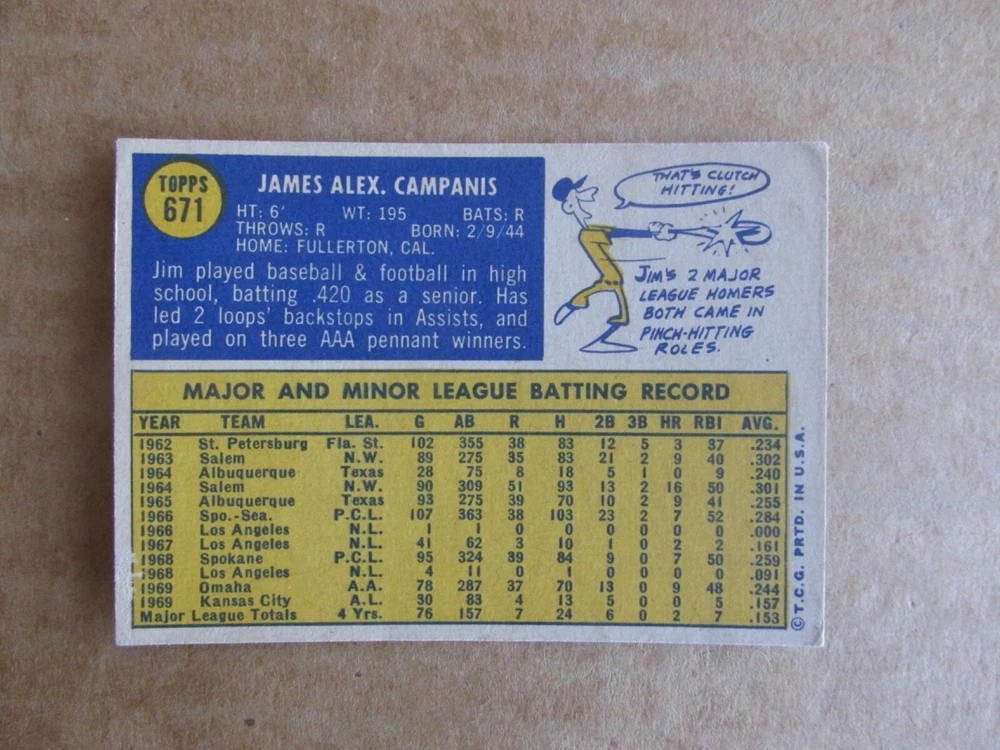 TOPPS
671
JAMES ALEX. CAMPANIS
HT: 6' WT: 195 BATS: R
THROWS: R BORN: 2/9/44
HOME: FULLERTON, CAL.
Jim played baseball & football in high
school, batting .420 as a senior. Has
led 2 loops' backstops in Assists, and
played on three AAA pennant winners.
THAT'S CLUTCH
HITTING!
JIM'S 2 MAJOR
LEAGUE HOMERS
BOTH CAME IN
PINCH-HITTING
ROLES.
MAJOR AND MINOR LEAGUE BATTING RECORD
YEAR TEAM LEA. G AB R H 2B 3B HR RBI AVG.
1962 St. Petersburg Fla. St. 102 355 38 83 12 5 3 37 .234
1963 Salem N.W. 89 275 35 83 21 2 9 40 .302
1964 Albuquerque Texas 28 75 8 18 5 1 0 9 .240
1964 Salem N.W. 90 309 51 93 13 2 16 50 .301
1965 Albuquerque Texas 93 275 39 70 10 2 9 41 .255
1966 Spo.-Sea. P.C.L. 107 363 38 103 23 2 7 52 .284
1966 Los Angeles N.L. 1 1 0 0 0 0 0 0 .000
1967 Los Angeles N.L. 41 62 3 10 1 0 2 2 .161
1968 Spokane P.C.L. 95 324 39 84 9 0 7 50 .259
1968 Los Angeles N.L. 4 11 0 1 0 0 0 0 .091
1969 Omaha A.A. 78 287 37 70 13 0 9 48 .244
1969 Kansas City A.L. 30 83 4 13 5 0 0 5 .157
Major League Totals 4 Yrs. 76 157 7 24 6 0 2 7 .153
© T.C.G. PRTD. IN U.S.A.